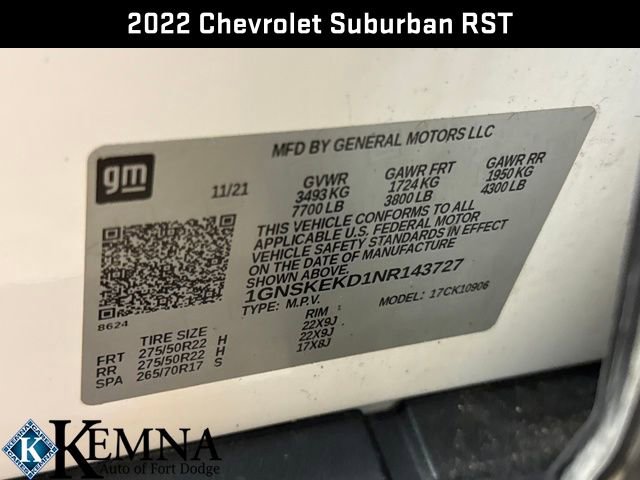 2022 Chevrolet Suburban RST
gm
MFD BY GENERAL MOTORS LLC
11/21
GVWR GAWR FRT GAWR RR
3493 KG 1724 KG 1950 KG
7700 LB 3800 LB 4300 LB
THIS VEHICLE CONFORMS TO ALL
APPLICABLE U.S. FEDERAL MOTOR
VEHICLE SAFETY STANDARDS IN EFFECT
ON THE DATE OF MANUFACTURE
SHOWN ABOVE.
1GNSKEKD1NR143727
TYPE: M.P.V. MODEL: 17CK10906
8624
TIRE SIZE RIM
FRT 275/50R22 H 22X9J
RR 275/50R22 H 22X9J
SPA 265/70R17 S 17X8J
KEMNA
Auto of Fort Dodge